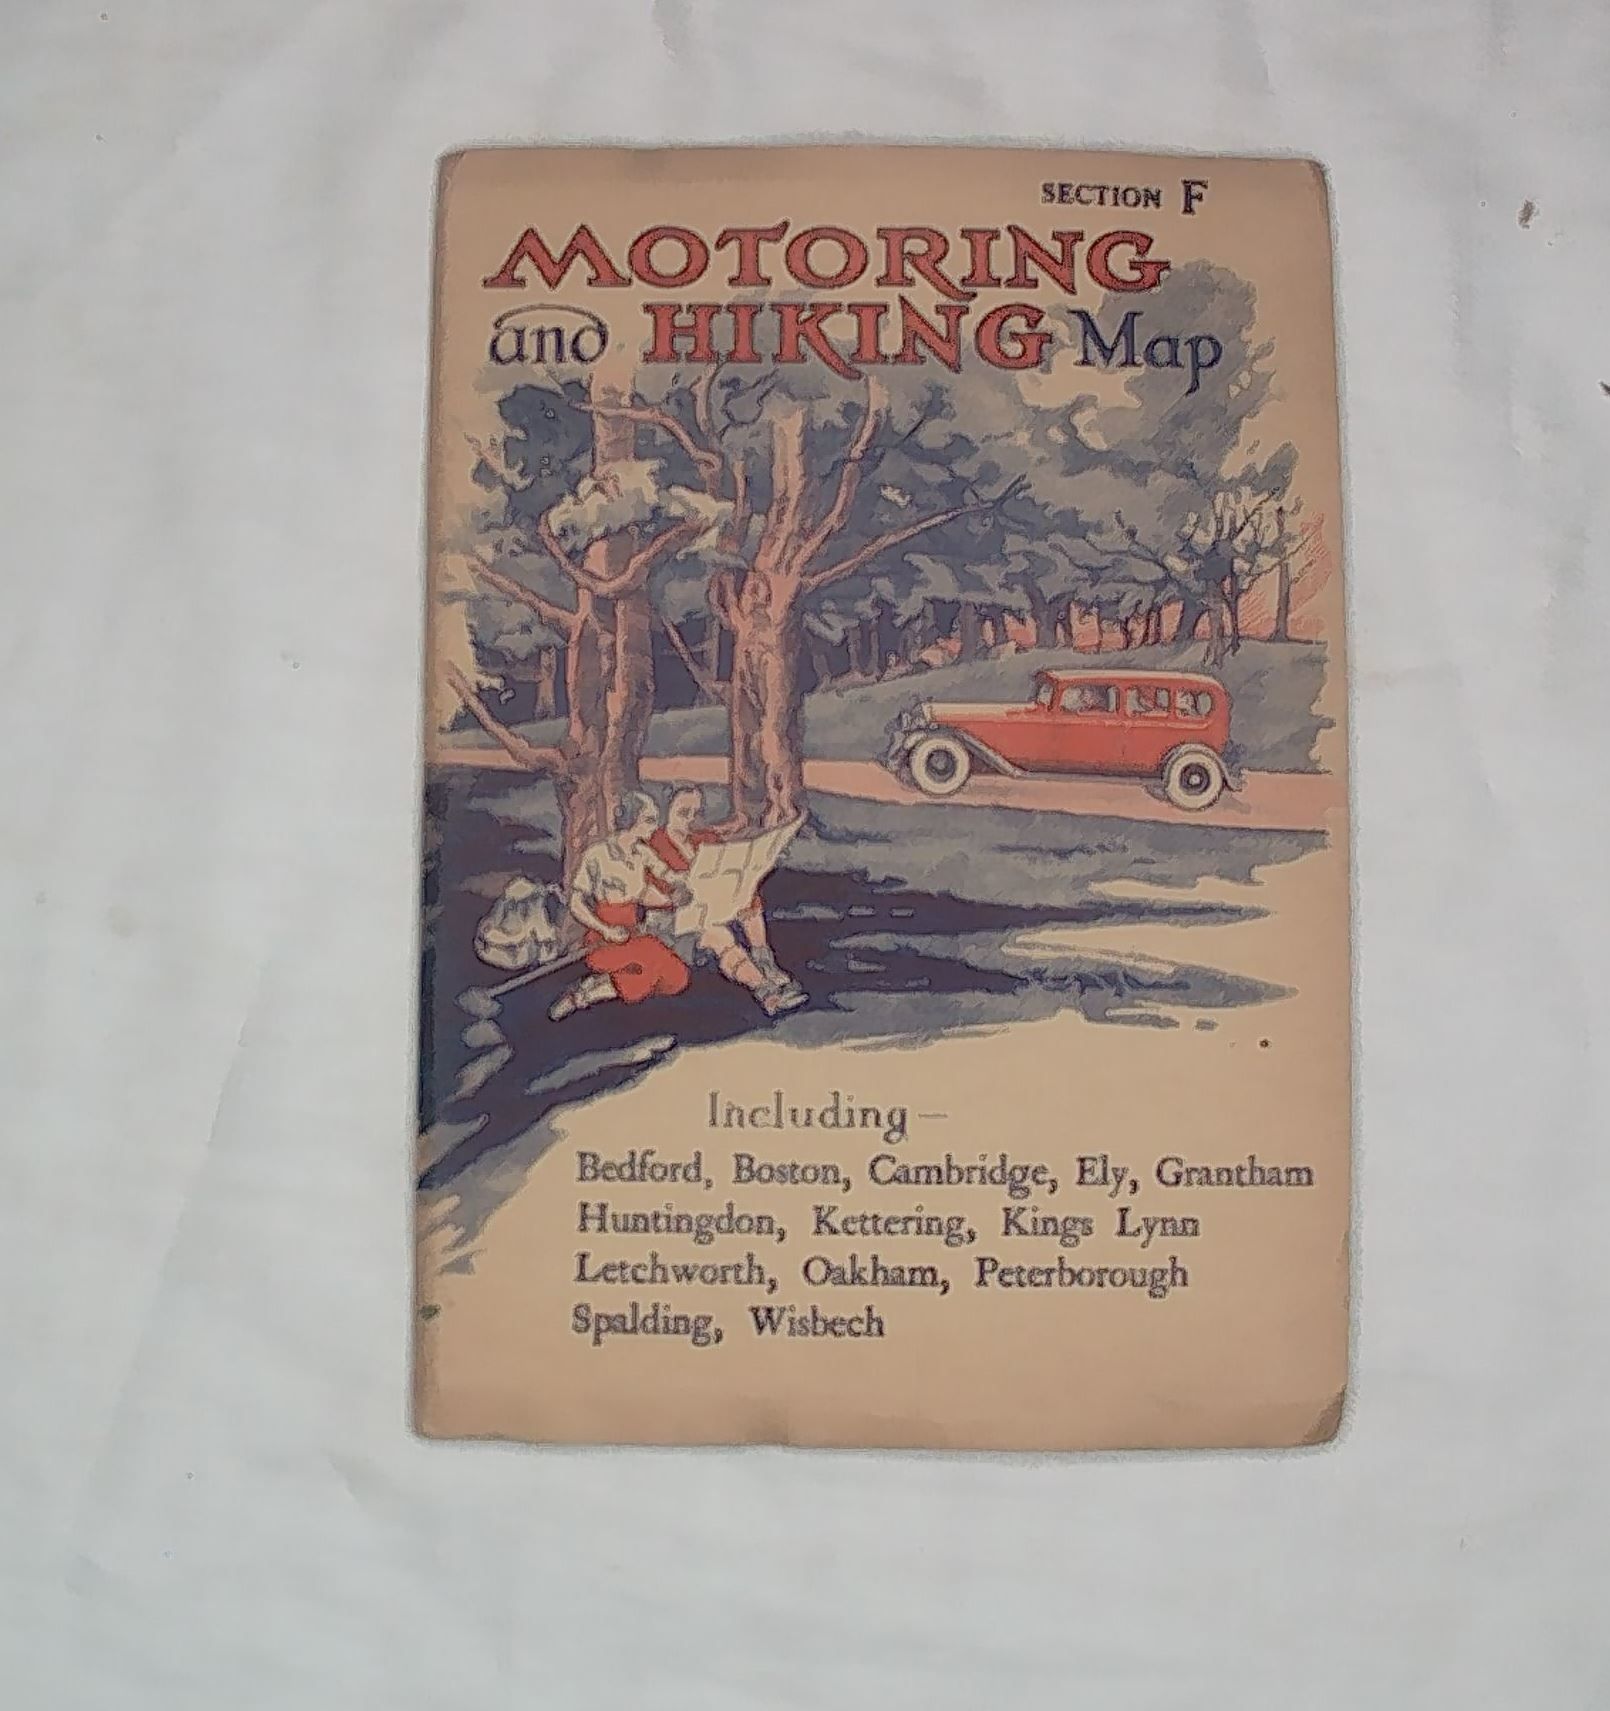 SECTION F
MOTORING
and HIKING Map
Including—
Bedford, Boston, Cambridge, Ely, Grantham
Huntingdon, Kettering, Kings Lynn
Letchworth, Oakham, Peterborough
Spalding, Wisbech